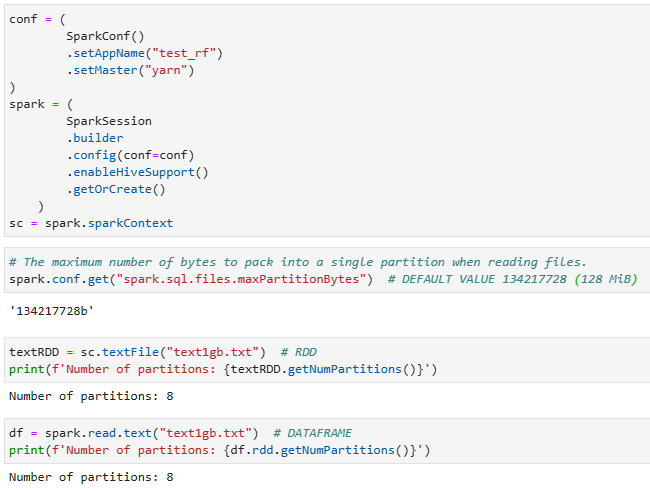 conf = (
SparkConf()
.setAppName("test_rf")
.setMaster("yarn")
)
spark = (
SparkSession
.builder
.config(conf=conf)
.enableHiveSupport()
.getOrCreate()
)
sc = spark.sparkContext
# The maximum number of bytes to pack into a single partition when reading files.
spark.conf.get("spark.sql.files.maxPartitionBytes")  # DEFAULT VALUE 134217728 (128 MiB)
'134217728b'
textRDD = sc.textFile("text1gb.txt")  # RDD
print(f'Number of partitions: {textRDD.getNumPartitions()}')
Number of partitions: 8
df = spark.read.text("text1gb.txt")  # DATAFRAME
print(f'Number of partitions: {df.rdd.getNumPartitions()}')
Number of partitions: 8